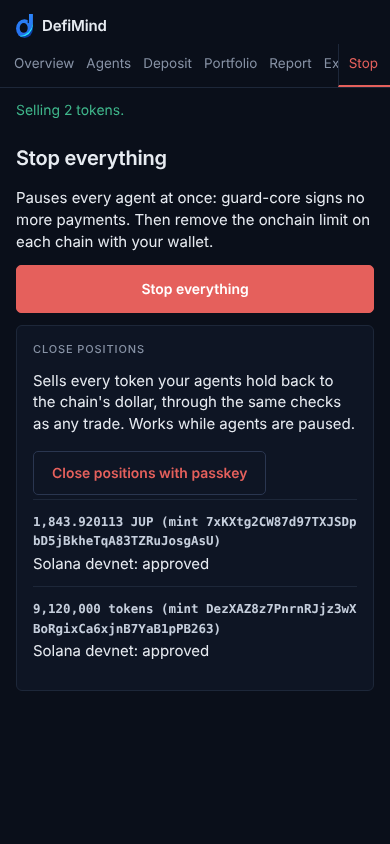 DefiMind
Overview Agents Deposit Portfolio Report Ex Stop
Selling 2 tokens.
Stop everything
Pauses every agent at once: guard-core signs no
more payments. Then remove the onchain limit on
each chain with your wallet.
Stop everything
CLOSE POSITIONS
Sells every token your agents hold back to
the chain's dollar, through the same checks
as any trade. Works while agents are paused.
Close positions with passkey
1,843.920113 JUP (mint 7xKXtg2CW87d97TXJSDp
bD5jBkheTqA83TZRuJosgAsU)
Solana devnet: approved
9,120,000 tokens (mint DezXAZ8z7PnrnRJjz3wX
BoRgixCa6xjnB7YaB1pPB263)
Solana devnet: approved